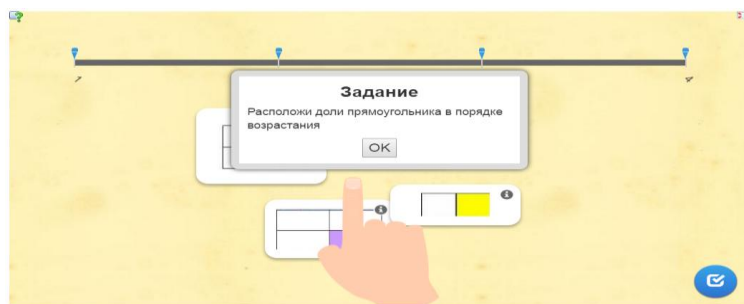 Задание
Расположи доли прямоугольника в порядке
возрастания
OK